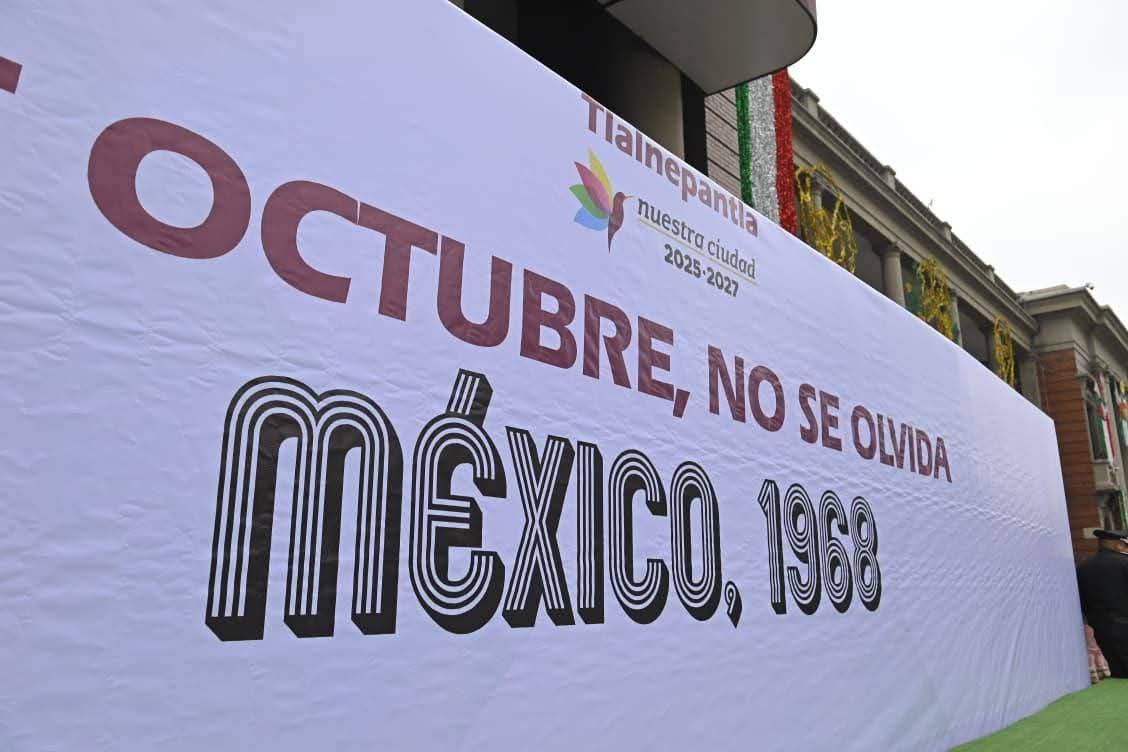 Tlalnepantla
nuestra ciudad
2025-2027
OCTUBRE, NO SE OLVIDA
MÉXICO, 1968